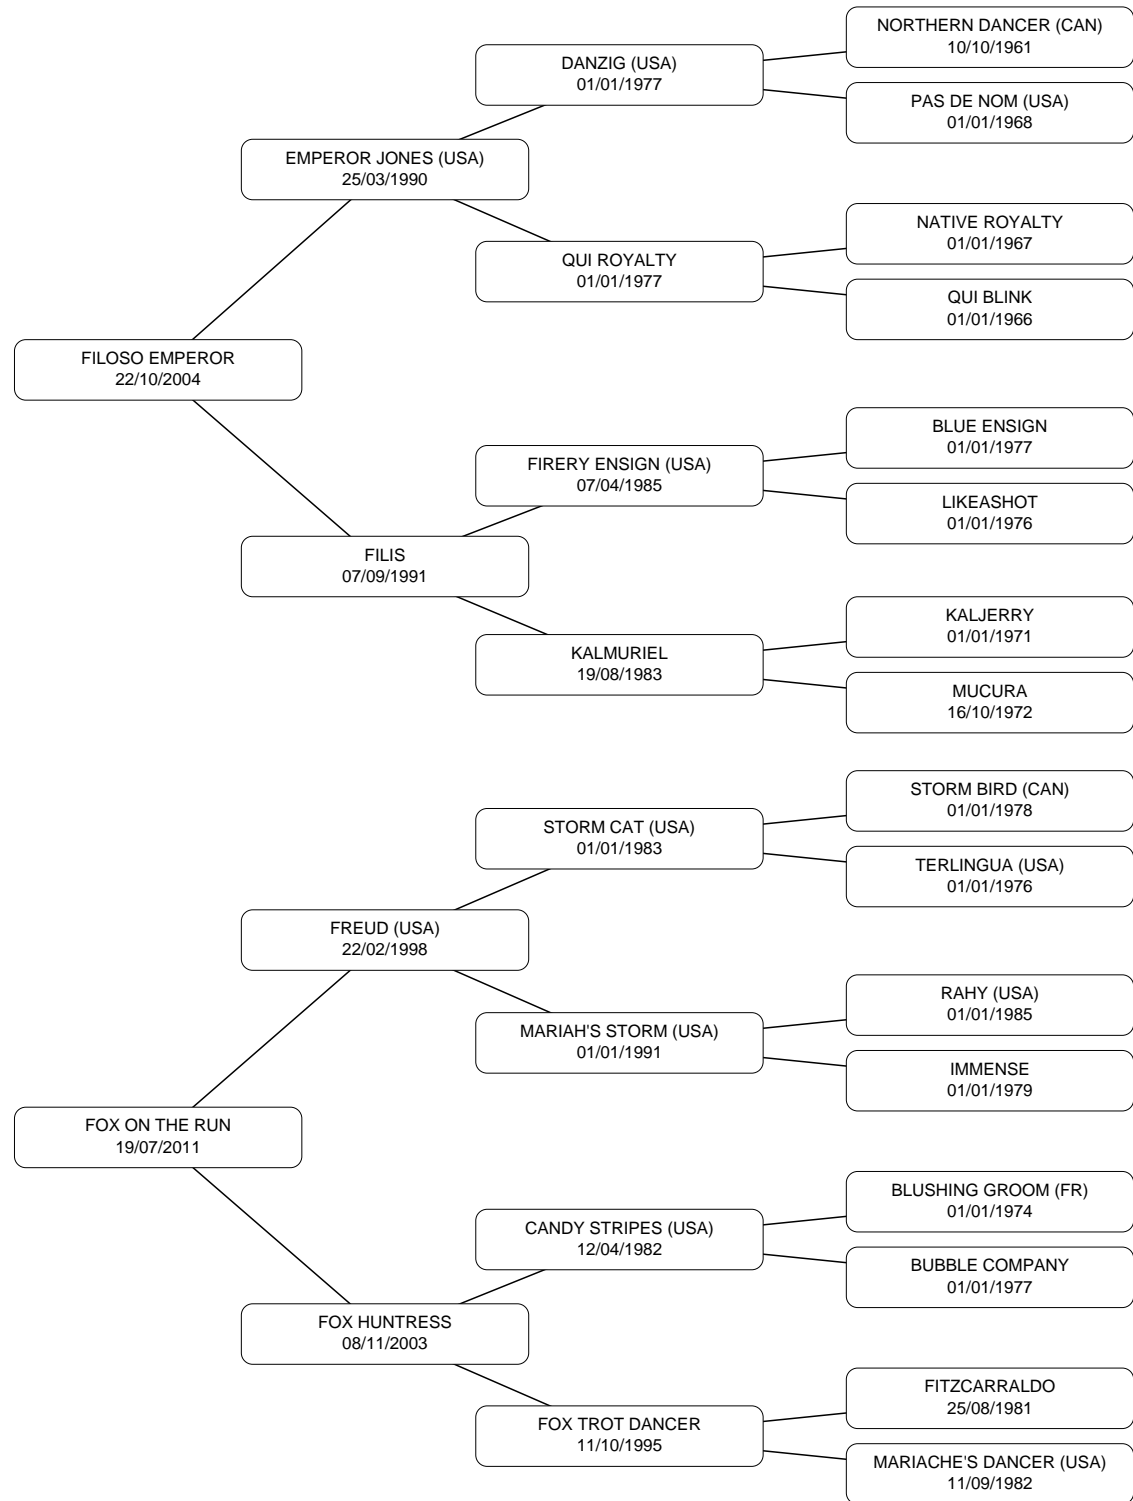 NORTHERN DANCER (CAN)
10/10/1961
DANZIG (USA)
01/01/1977
PAS DE NOM (USA)
01/01/1968
EMPEROR JONES (USA)
25/03/1990
NATIVE ROYALTY
01/01/1967
QUI ROYALTY
01/01/1977
QUI BLINK
01/01/1966
FILOSO EMPEROR
22/10/2004
BLUE ENSIGN
01/01/1977
FIRERY ENSIGN (USA)
07/04/1985
LIKEASHOT
01/01/1976
FILIS
07/09/1991
KALJERRY
01/01/1971
KALMURIEL
19/08/1983
MUCURA
16/10/1972
STORM BIRD (CAN)
01/01/1978
STORM CAT (USA)
01/01/1983
TERLINGUA (USA)
01/01/1976
FREUD (USA)
22/02/1998
RAHY (USA)
01/01/1985
MARIAH'S STORM (USA)
01/01/1991
IMMENSE
01/01/1979
FOX ON THE RUN
19/07/2011
BLUSHING GROOM (FR)
01/01/1974
CANDY STRIPES (USA)
12/04/1982
BUBBLE COMPANY
01/01/1977
FOX HUNTRESS
08/11/2003
FITZCARRALDO
25/08/1981
FOX TROT DANCER
11/10/1995
MARIACHE'S DANCER (USA)
11/09/1982